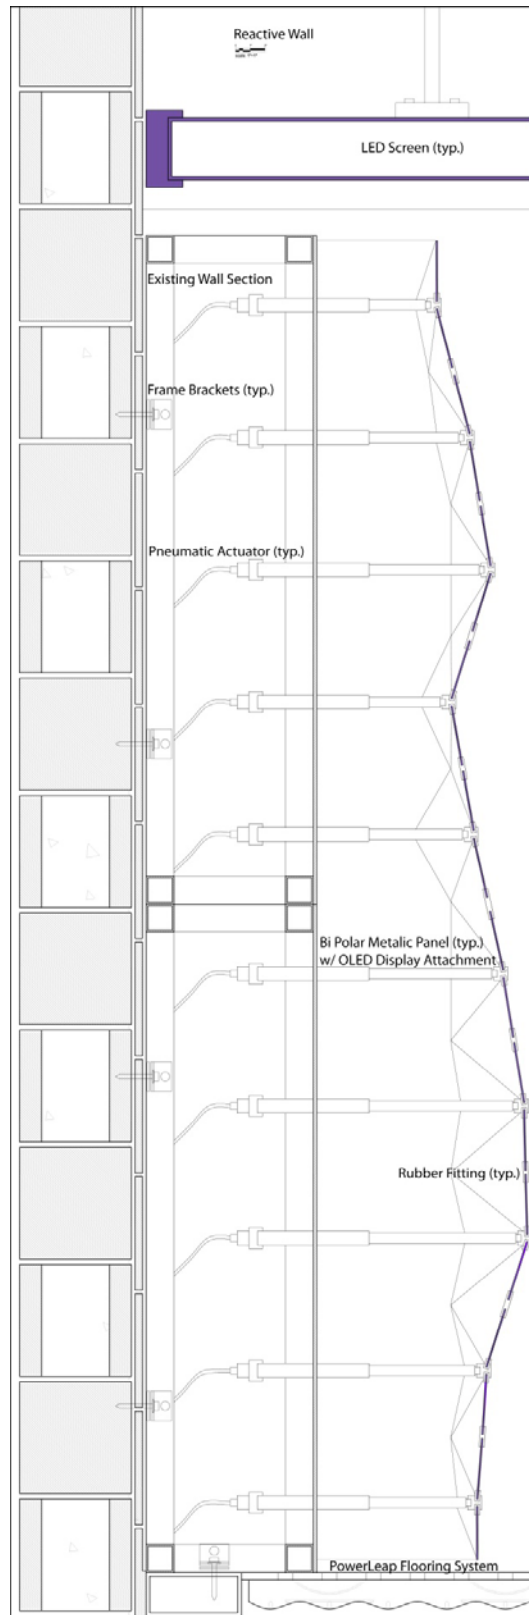 Reactive Wall
LED Screen (typ.)
Existing Wall Section
Frame Brackets (typ.)
Pneumatic Actuator (typ.)
Bi Polar Metalic Panel (typ.)
w/ OLED Display Attachment
Rubber Fitting (typ.)
PowerLeap Flooring System